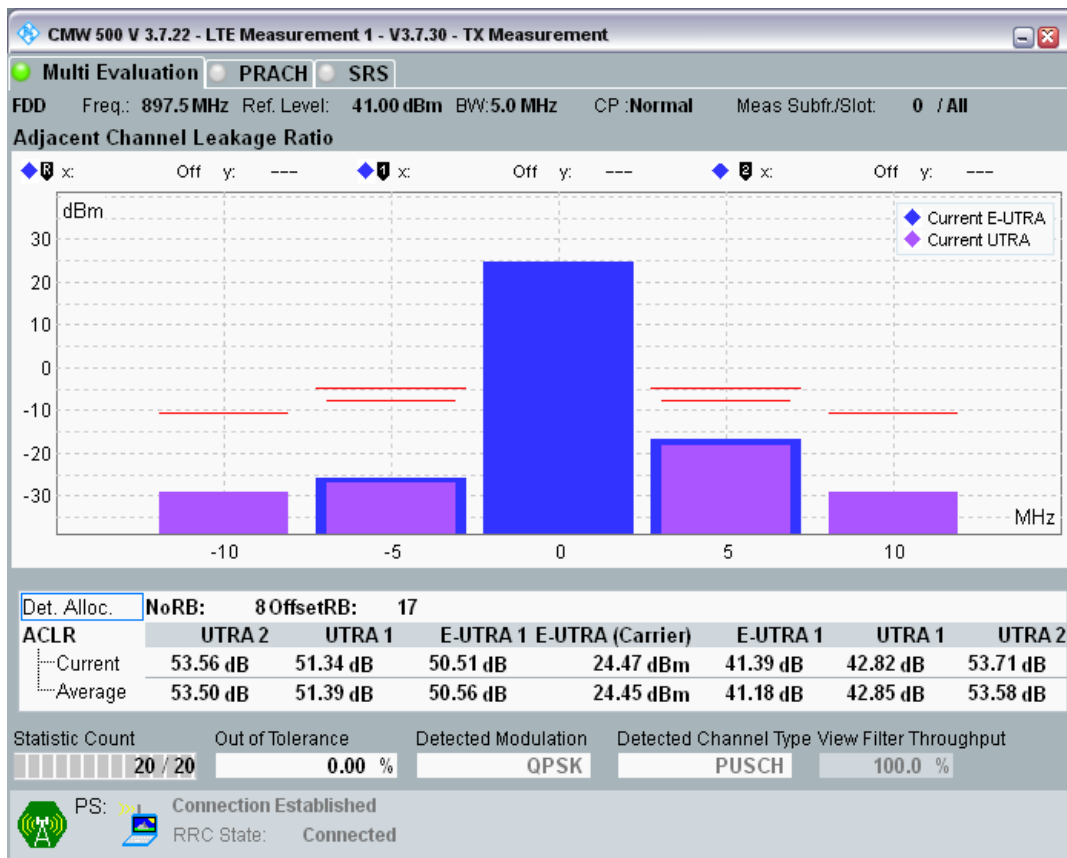 CMW 500 V 3.7.22 - LTE Measurement 1 - V3.7.30 - TX Measurement
Multi Evaluation PRACH SRS
FDD Freq.: 897.5 MHz Ref. Level: 41.00 dBm BW:5.0 MHz CP :Normal Meas Subfr./Slot: 0 / All
Adjacent Channel Leakage Ratio
R x: Off y: --- 1 x: Off y: --- 2 x: Off y: ---
dBm
Current E-UTRA
Current UTRA
30
20
10
0
-10
-20
-30
MHz
-10 -5 0 5 10
Det. Alloc. NoRB: 8 OffsetRB: 17
ACLR UTRA 2 UTRA 1 E-UTRA 1 E-UTRA (Carrier) E-UTRA 1 UTRA 1 UTRA 2
Current 53.56 dB 51.34 dB 50.51 dB 24.47 dBm 41.39 dB 42.82 dB 53.71 dB
Average 53.50 dB 51.39 dB 50.56 dB 24.45 dBm 41.18 dB 42.85 dB 53.58 dB
Statistic Count Out of Tolerance Detected Modulation Detected Channel Type View Filter Throughput
20 / 20 0.00 % QPSK PUSCH 100.0 %
PS: Connection Established
RRC State: Connected